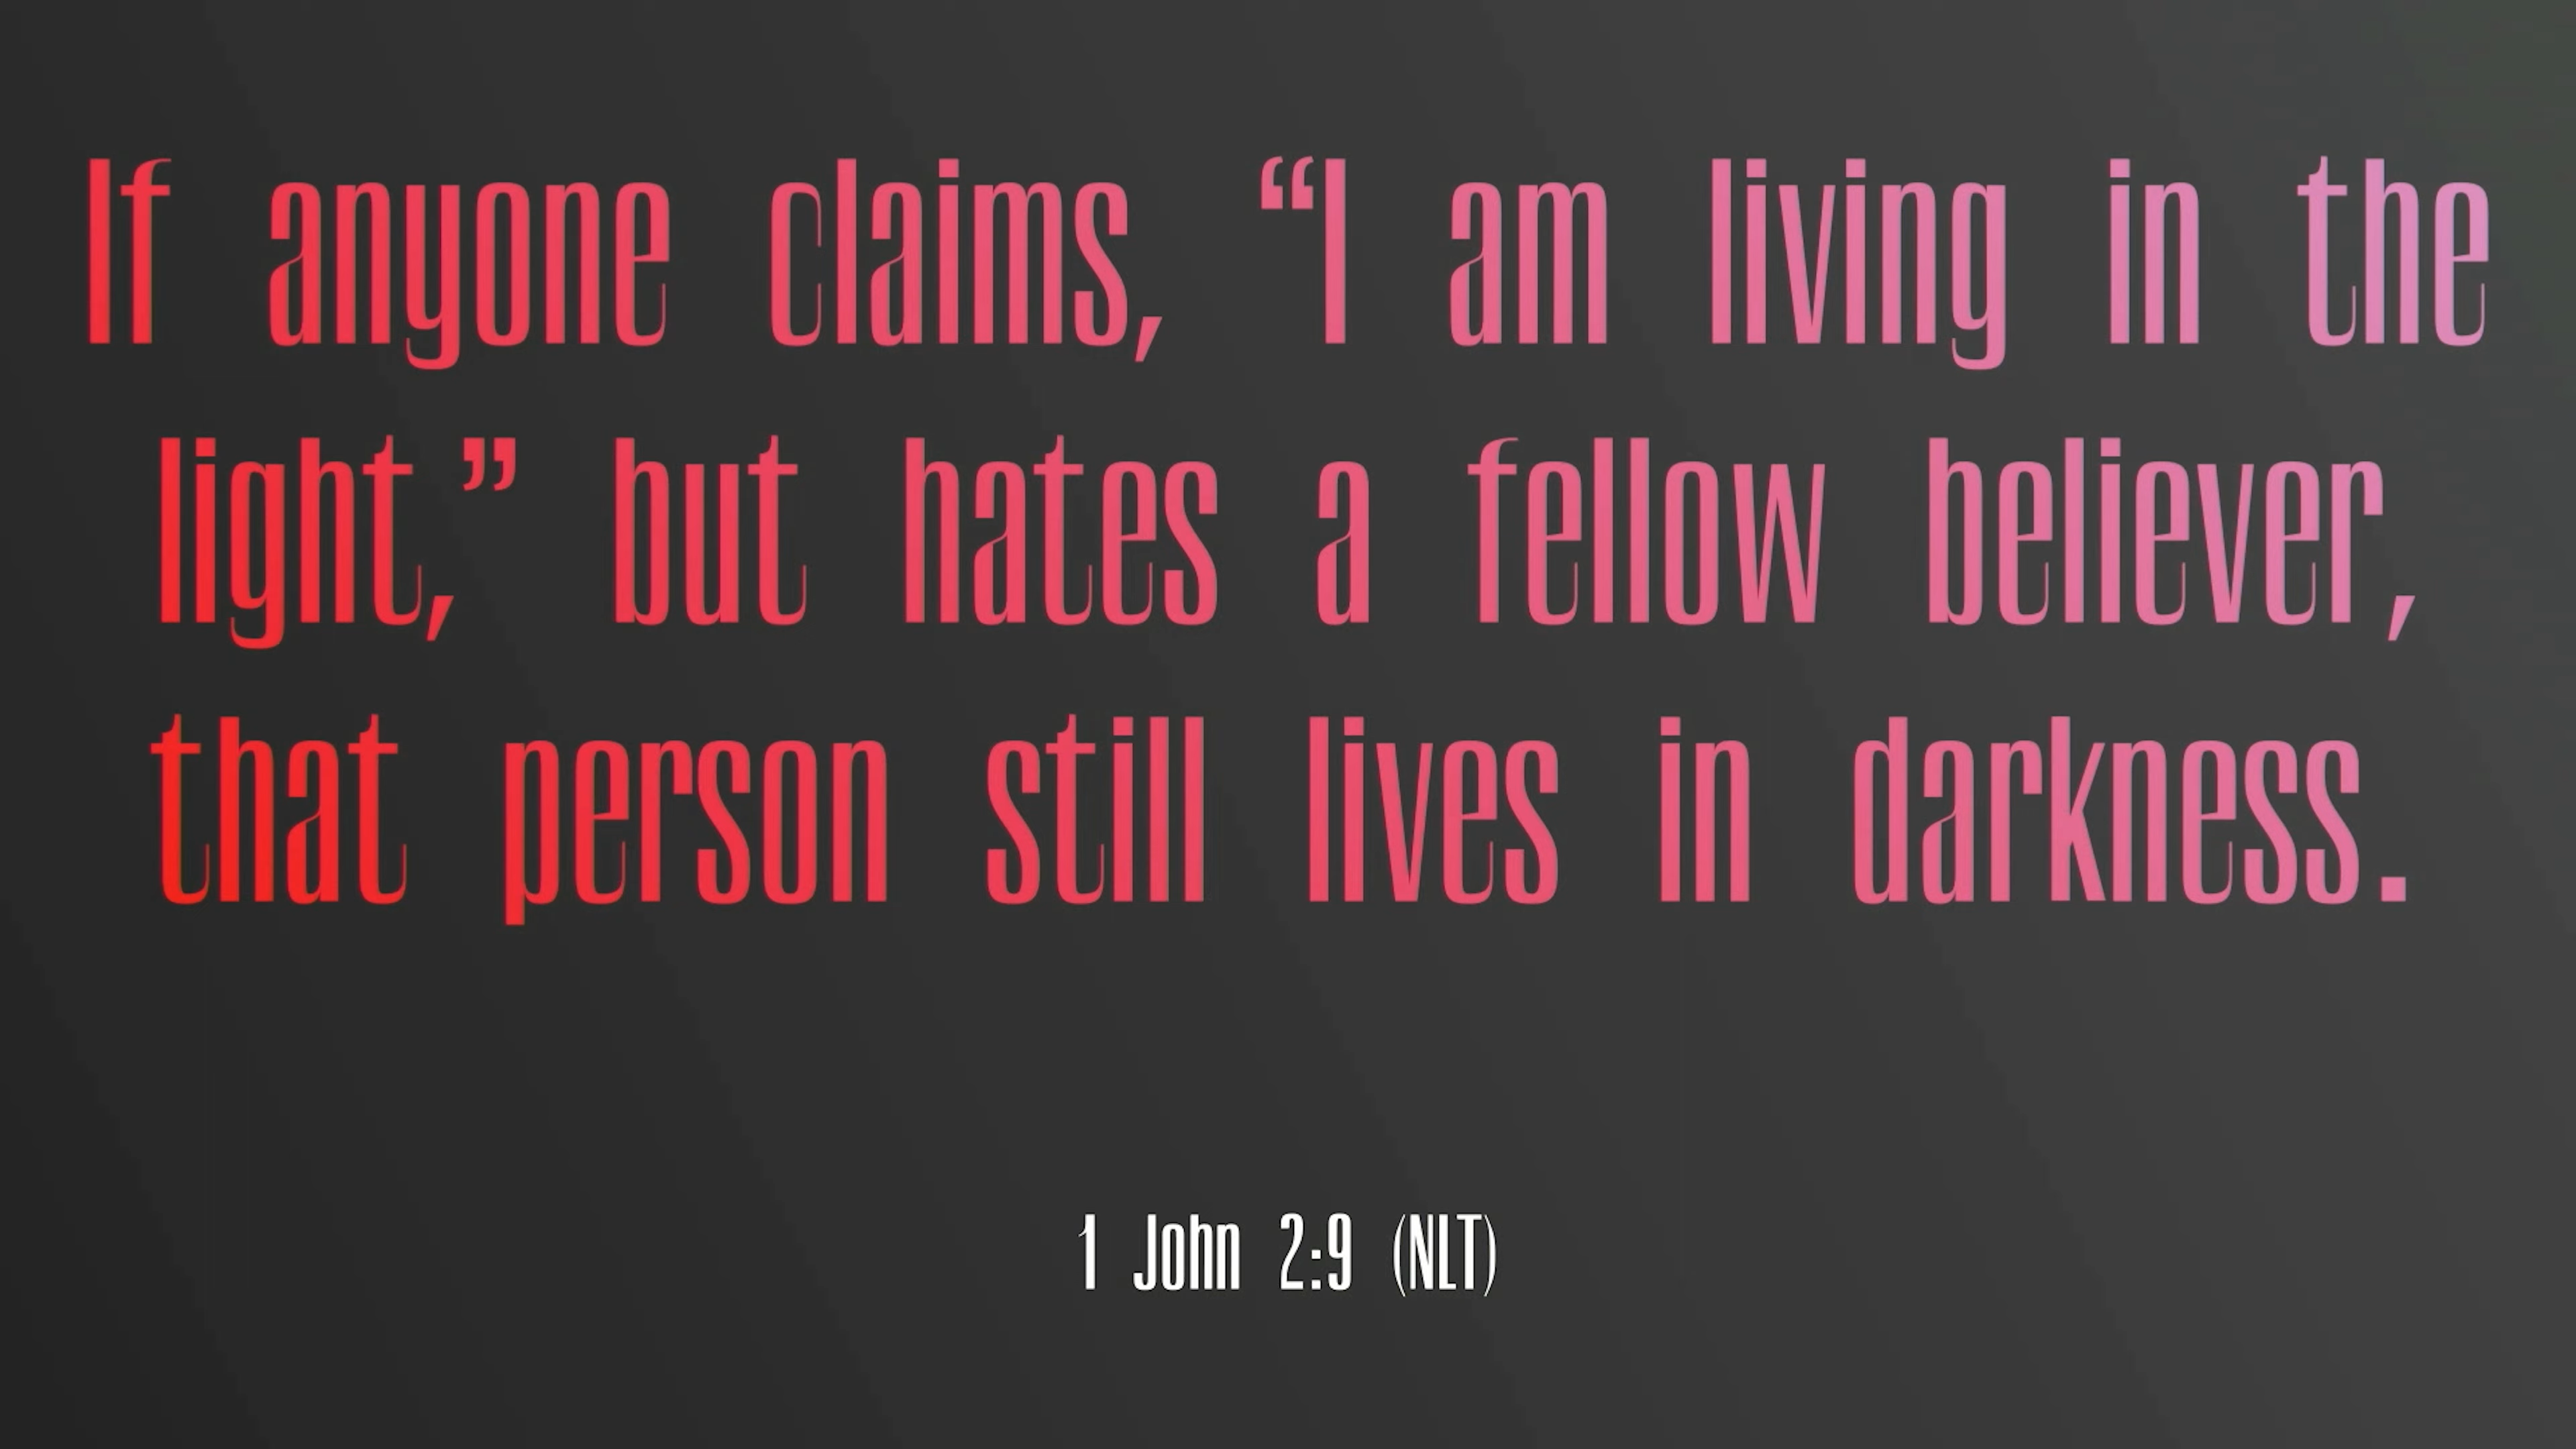 If anyone claims, “I am living in the
light,” but hates a fellow believer,
that person still lives in darkness.
1 John 2:9 (NLT)